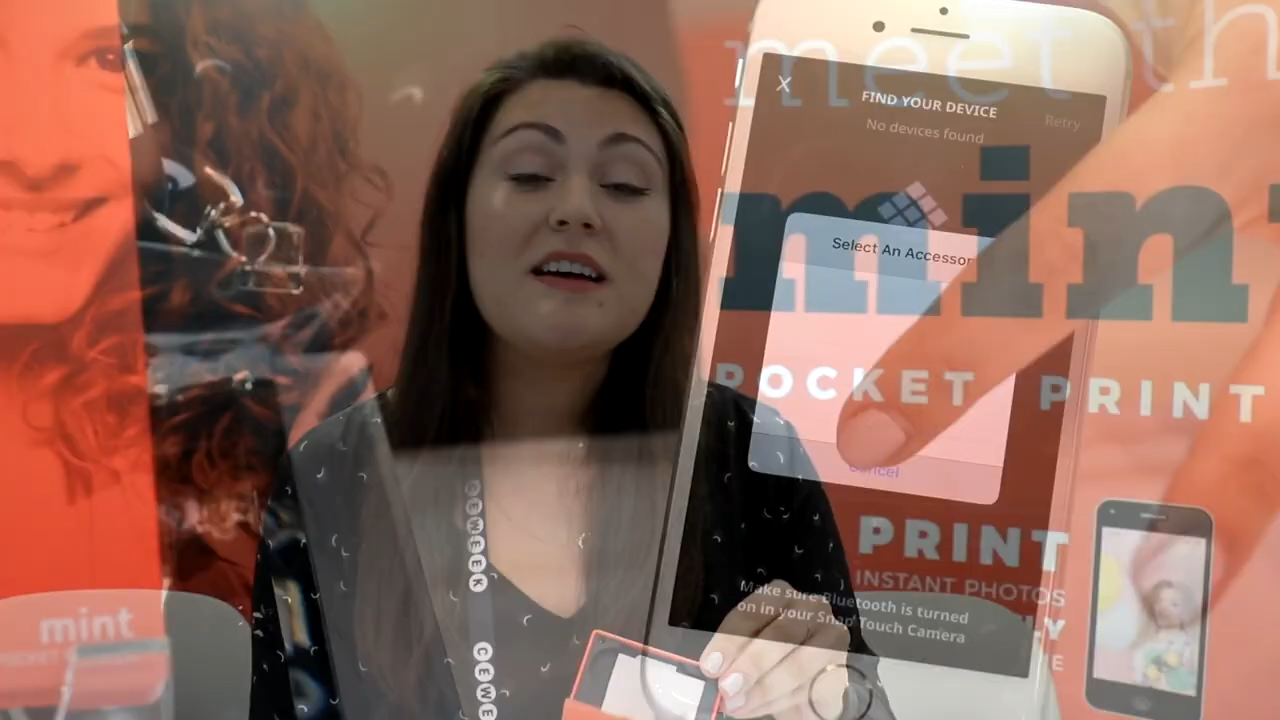 meet th
X
FIND YOUR DEVICE
No devices found
Retry
mint
Select An Accessor
POCKET PRINT
Cancel
PRINT
INSTANT PHOTOS
Make sure Bluetooth is turned
on in your Snap Touch Camera
CEWEEK
CEWE
mint